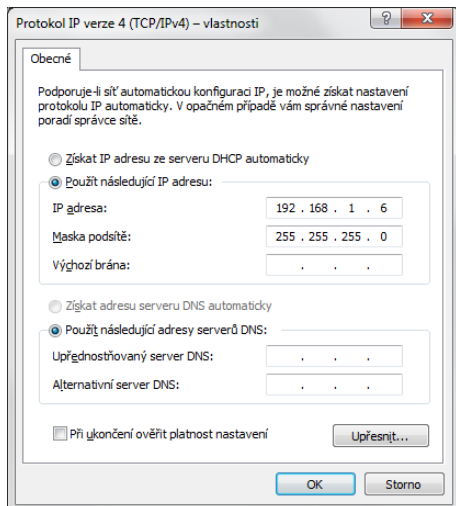 Protokol IP verze 4 (TCP/IPv4) – vlastnosti
Obecné
Podporuje-li síť automatickou konfiguraci IP, je možné získat nastavení
protokolu IP automaticky. V opačném případě vám správné nastavení
poradí správce sítě.
Získat IP adresu ze serveru DHCP automaticky
Použít následující IP adresu:
IP adresa: 192 . 168 . 1 . 6
Maska podsítě: 255 . 255 . 255 . 0
Výchozí brána: . . .
Získat adresu serveru DNS automaticky
Použít následující adresy serverů DNS:
Upřednostňovaný server DNS: . . .
Alternativní server DNS: . . .
Při ukončení ověřit platnost nastavení
Upřesnit...
OK Storno